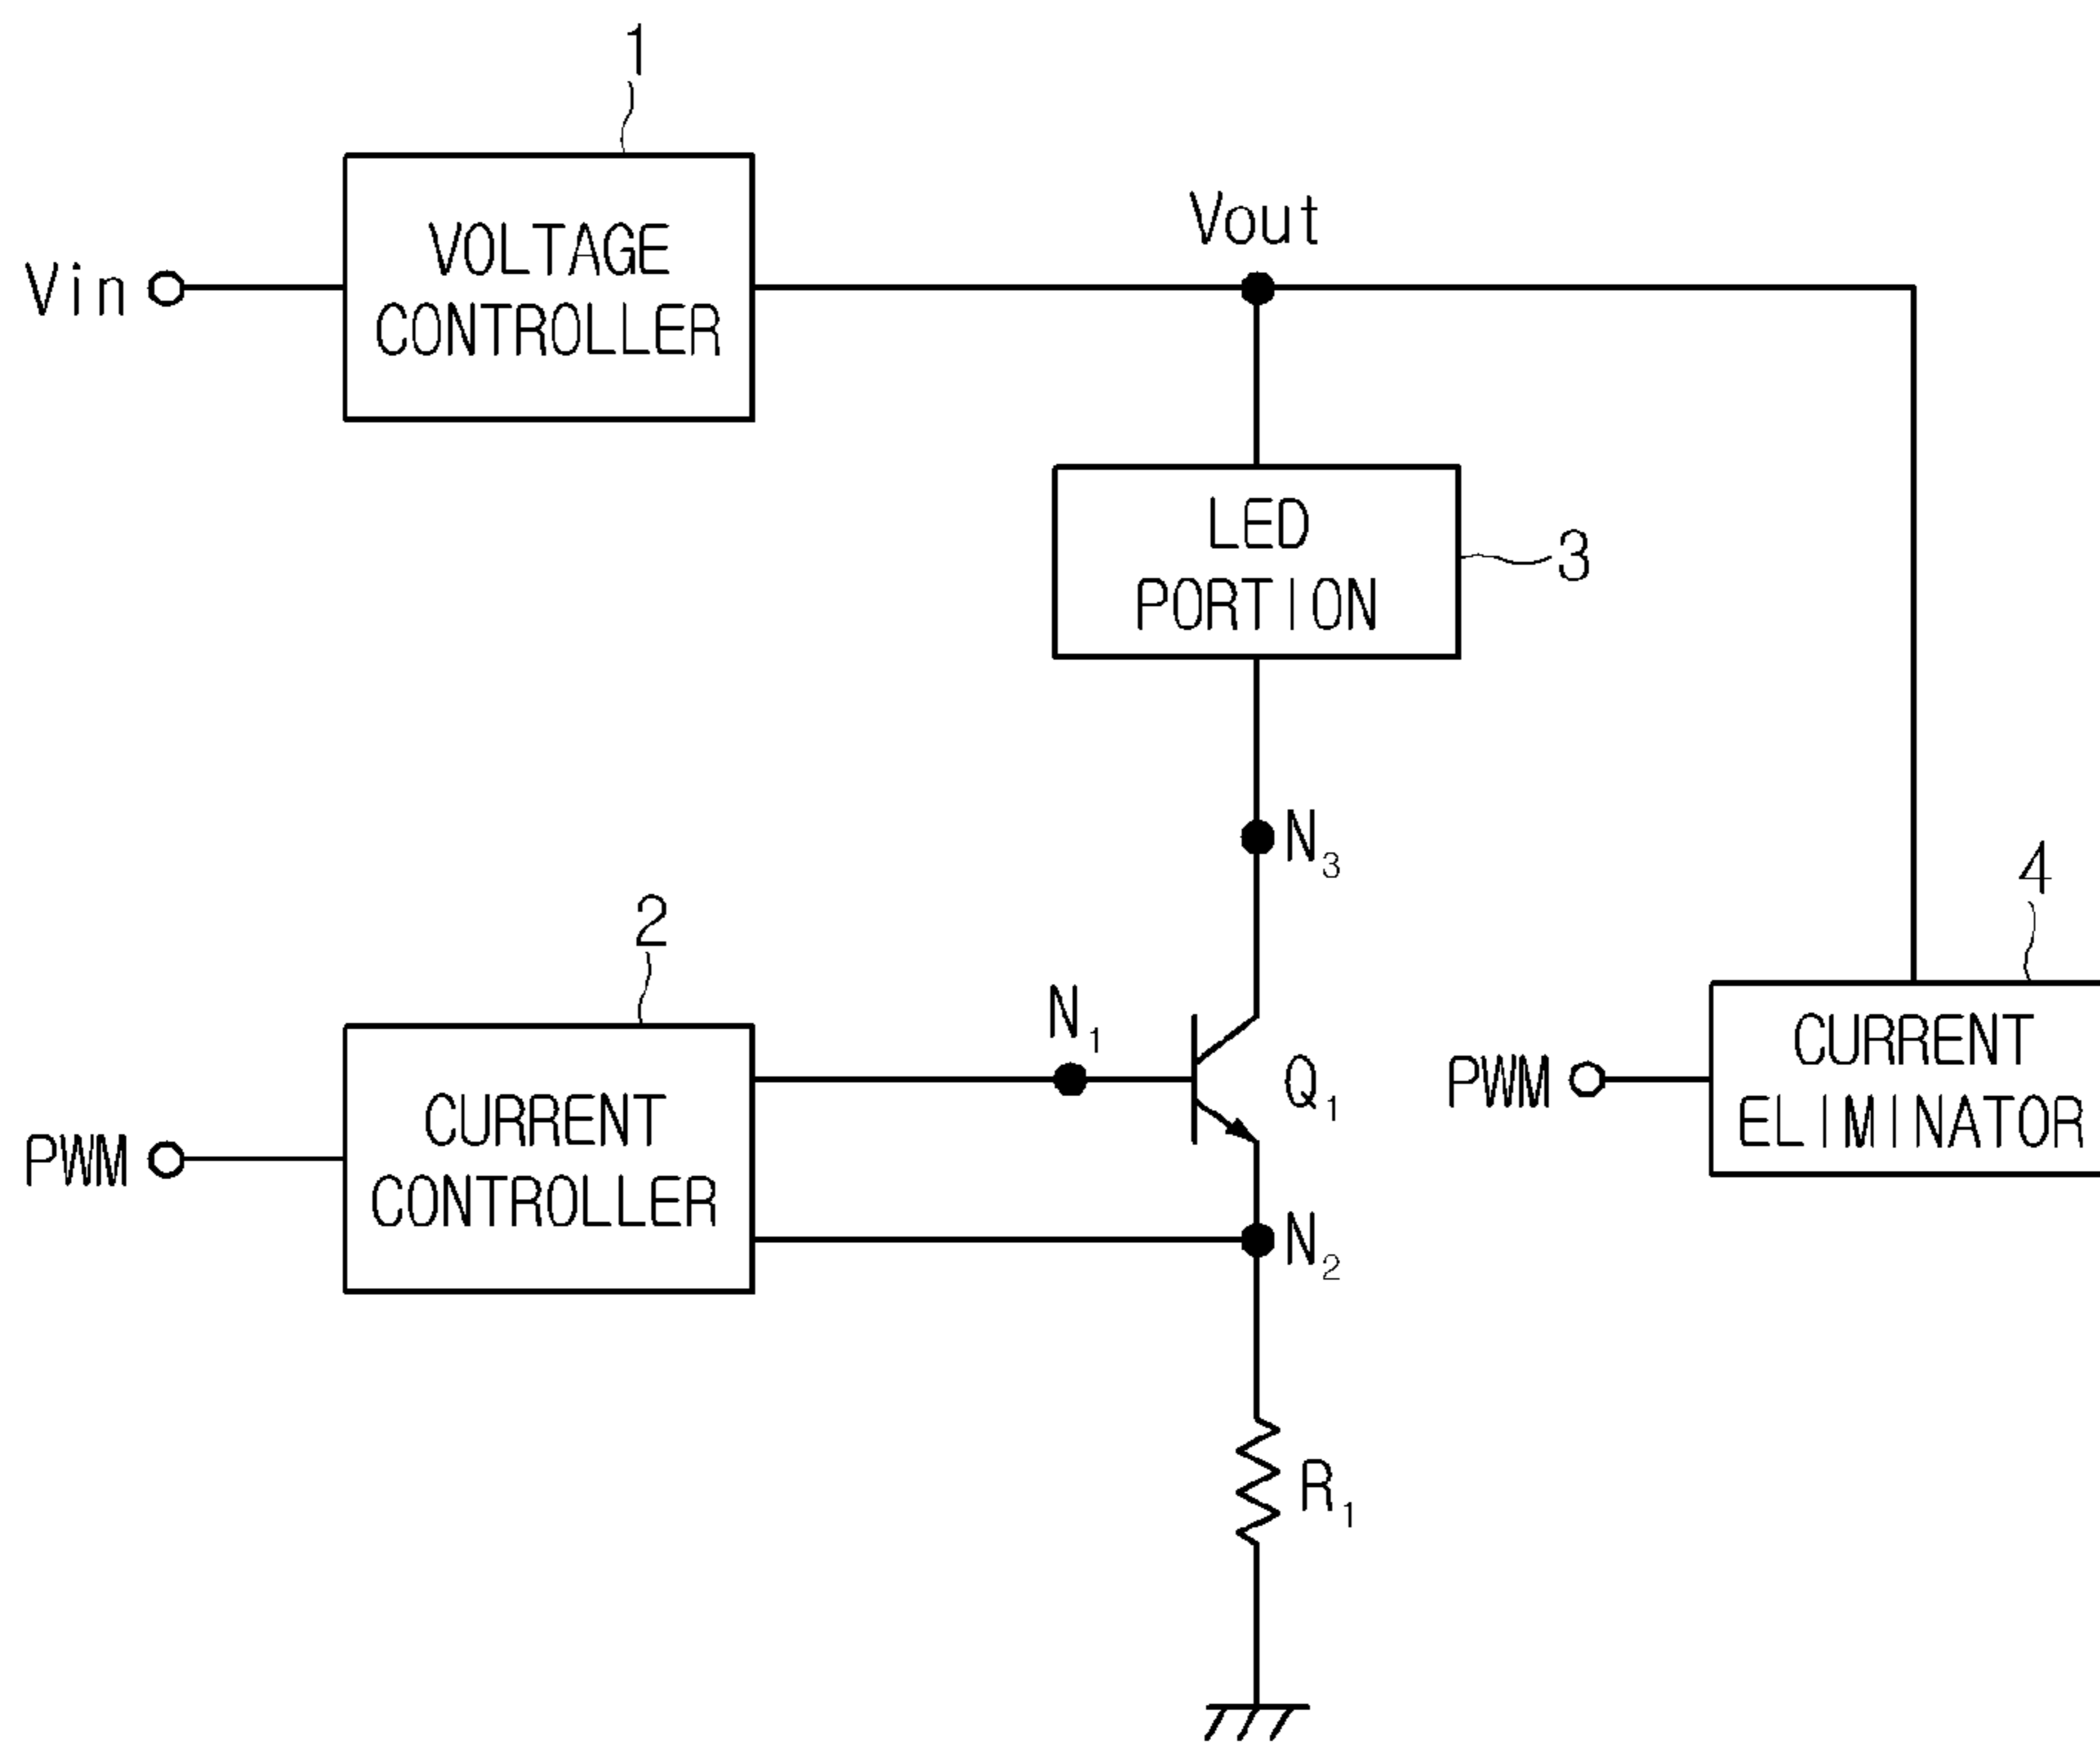 1
Vin
VOLTAGE
CONTROLLER
Vout
LED
PORTION
3
N3
2
4
N1
PWM
CURRENT
CONTROLLER
Q1
PWM
CURRENT
ELIMINATOR
N2
R1